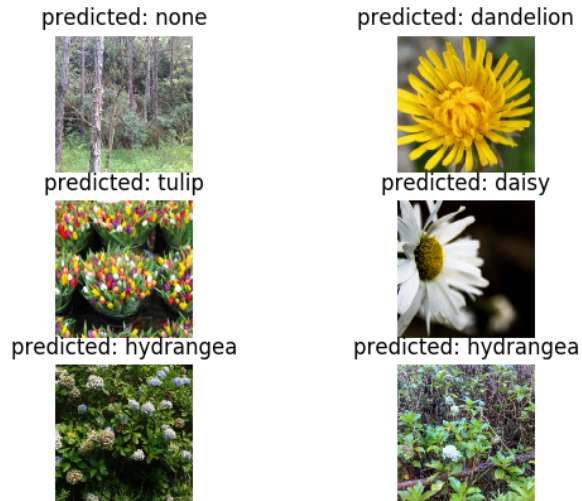 predicted: none
predicted: dandelion
predicted: tulip
predicted: daisy
predicted: hydrangea
predicted: hydrangea